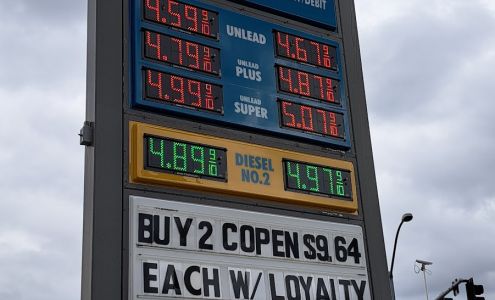 /DEBIT
4.59 9/10 UNLEAD 4.67 9/10
4.79 9/10 UNLEAD PLUS 4.87 9/10
4.99 9/10 UNLEAD SUPER 5.07 9/10
4.89 9/10 DIESEL NO.2 4.97 9/10
BUY 2 COPEN $9.64
EACH W/ LOYALTY